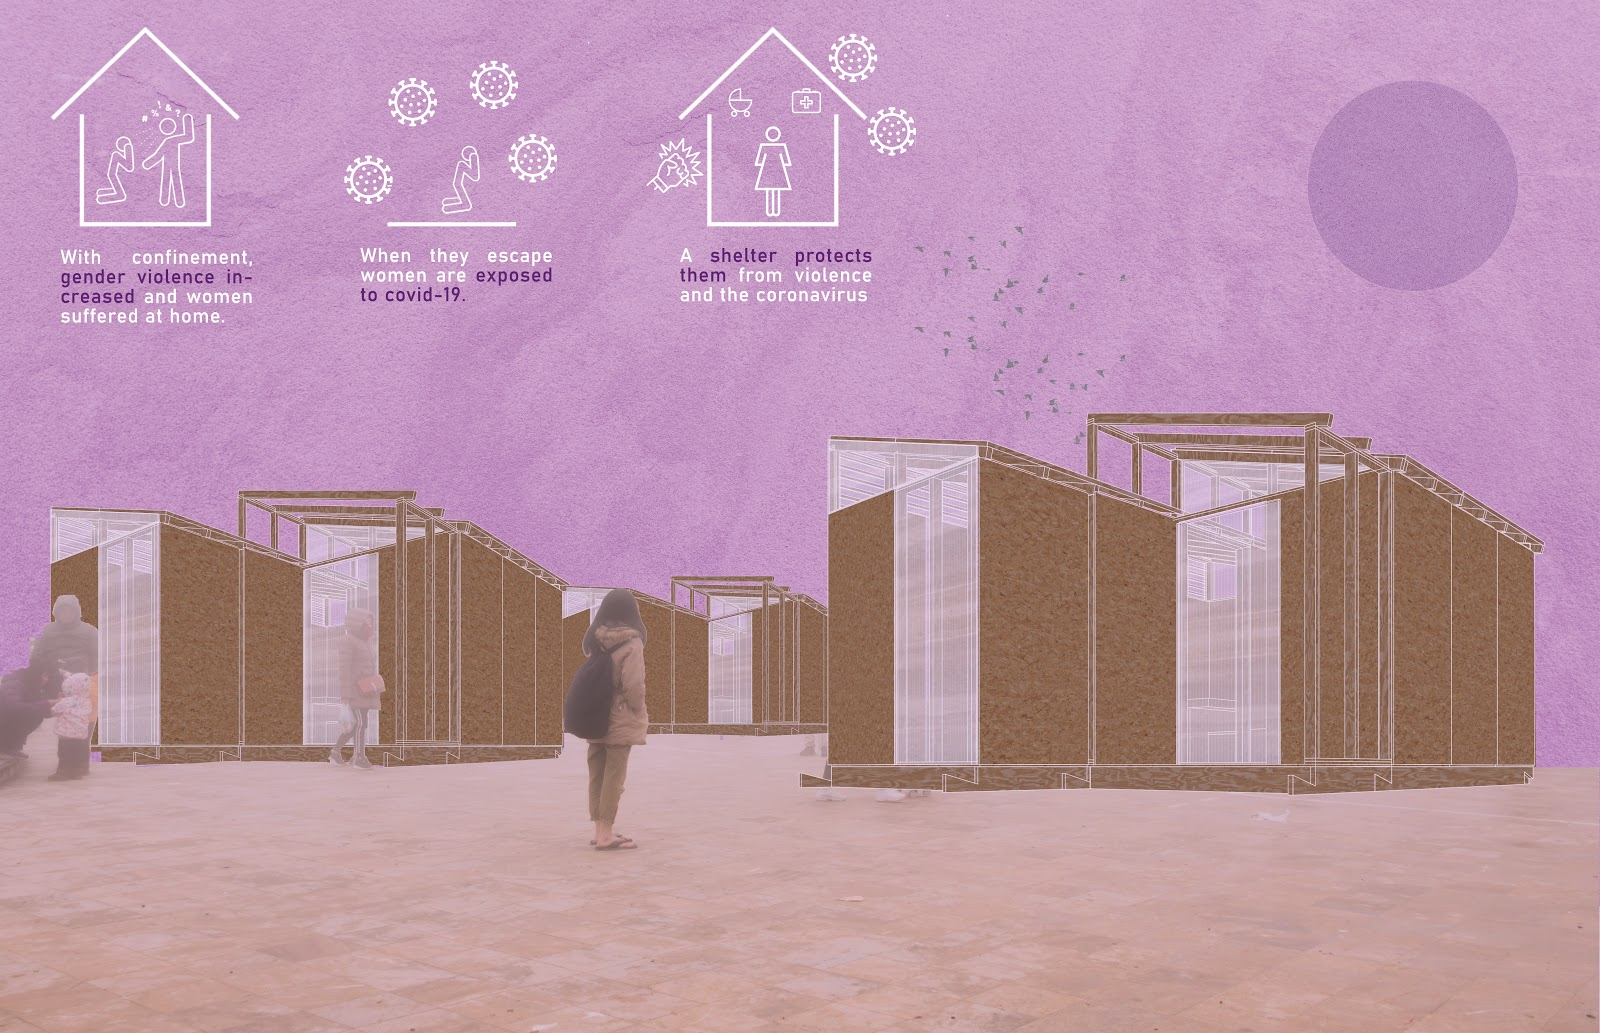 #%!&?
With confinement,
gender violence in-
creased and women
suffered at home.
When they escape
women are exposed
to covid-19.
A shelter protects
them from violence
and the coronavirus